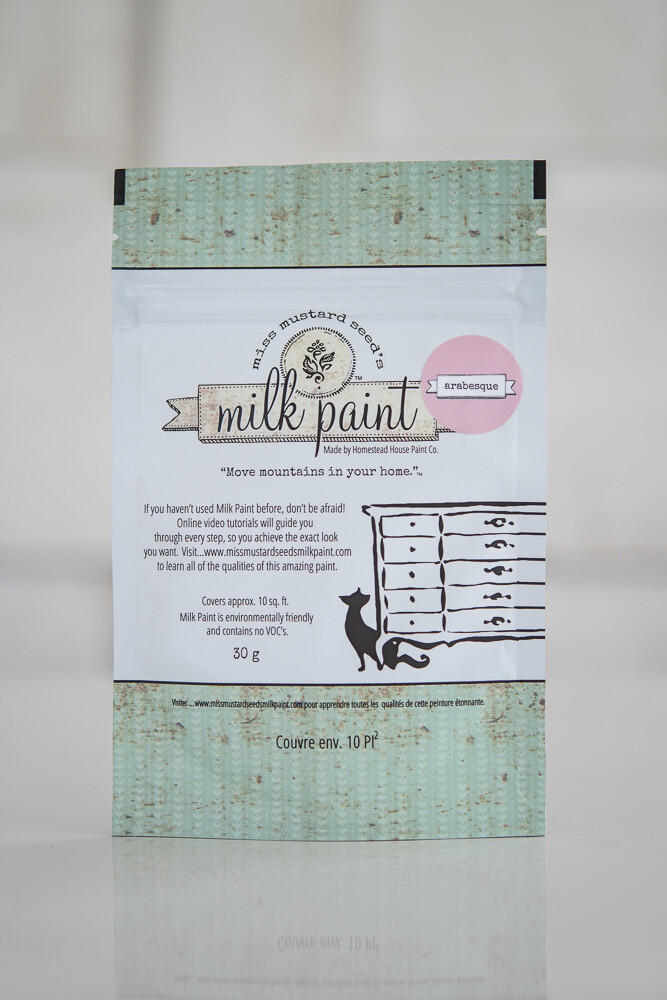 miss mustard seed's
TM
milk paint
arabesque
Made by Homestead House Paint Co.
“Move mountains in your home.”TM
If you haven't used Milk Paint before, don't be afraid!
Online video tutorials will guide you
through every step, so you achieve the exact look
you want. Visit...www.missmustardseedsmilkpaint.com
to learn all of the qualities of this amazing paint.
Covers approx. 10 sq. ft.
Milk Paint is environmentally friendly
and contains no VOC's.
30 g
Visiter ...www.missmustardseedsmilkpaint.com pour apprendre toutes les qualités de cette peinture étonnante.
Couvre env. 10 PI²